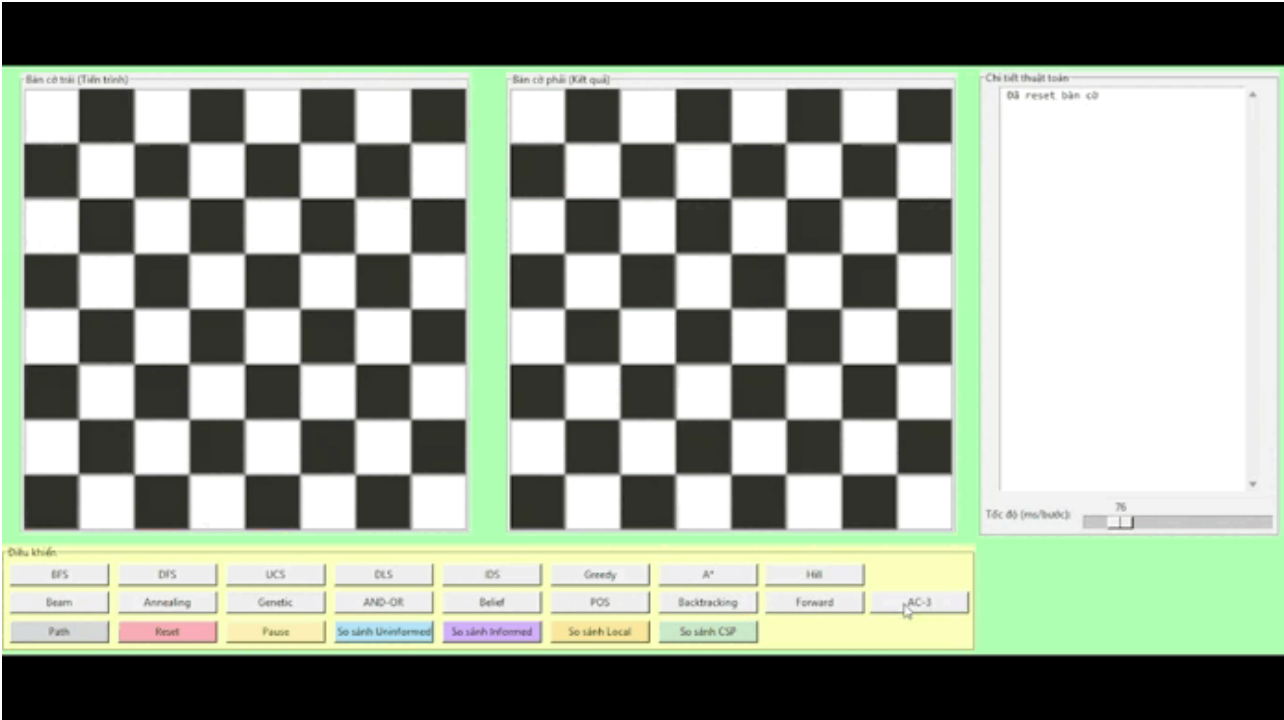 Bàn cờ trái (Tiến trình)
Bàn cờ phải (Kết quả)
Chi tiết thuật toán
Đã reset bàn cờ
Tốc độ (ms/bước):
76
Điều khiển
BFS DFS UCS DLS IDS Greedy A* Hill
Beam Annealing Genetic AND-OR Belief POS Backtracking Forward AC-3
Path Reset Pause So sánh Uninformed So sánh Informed So sánh Local So sánh CSP